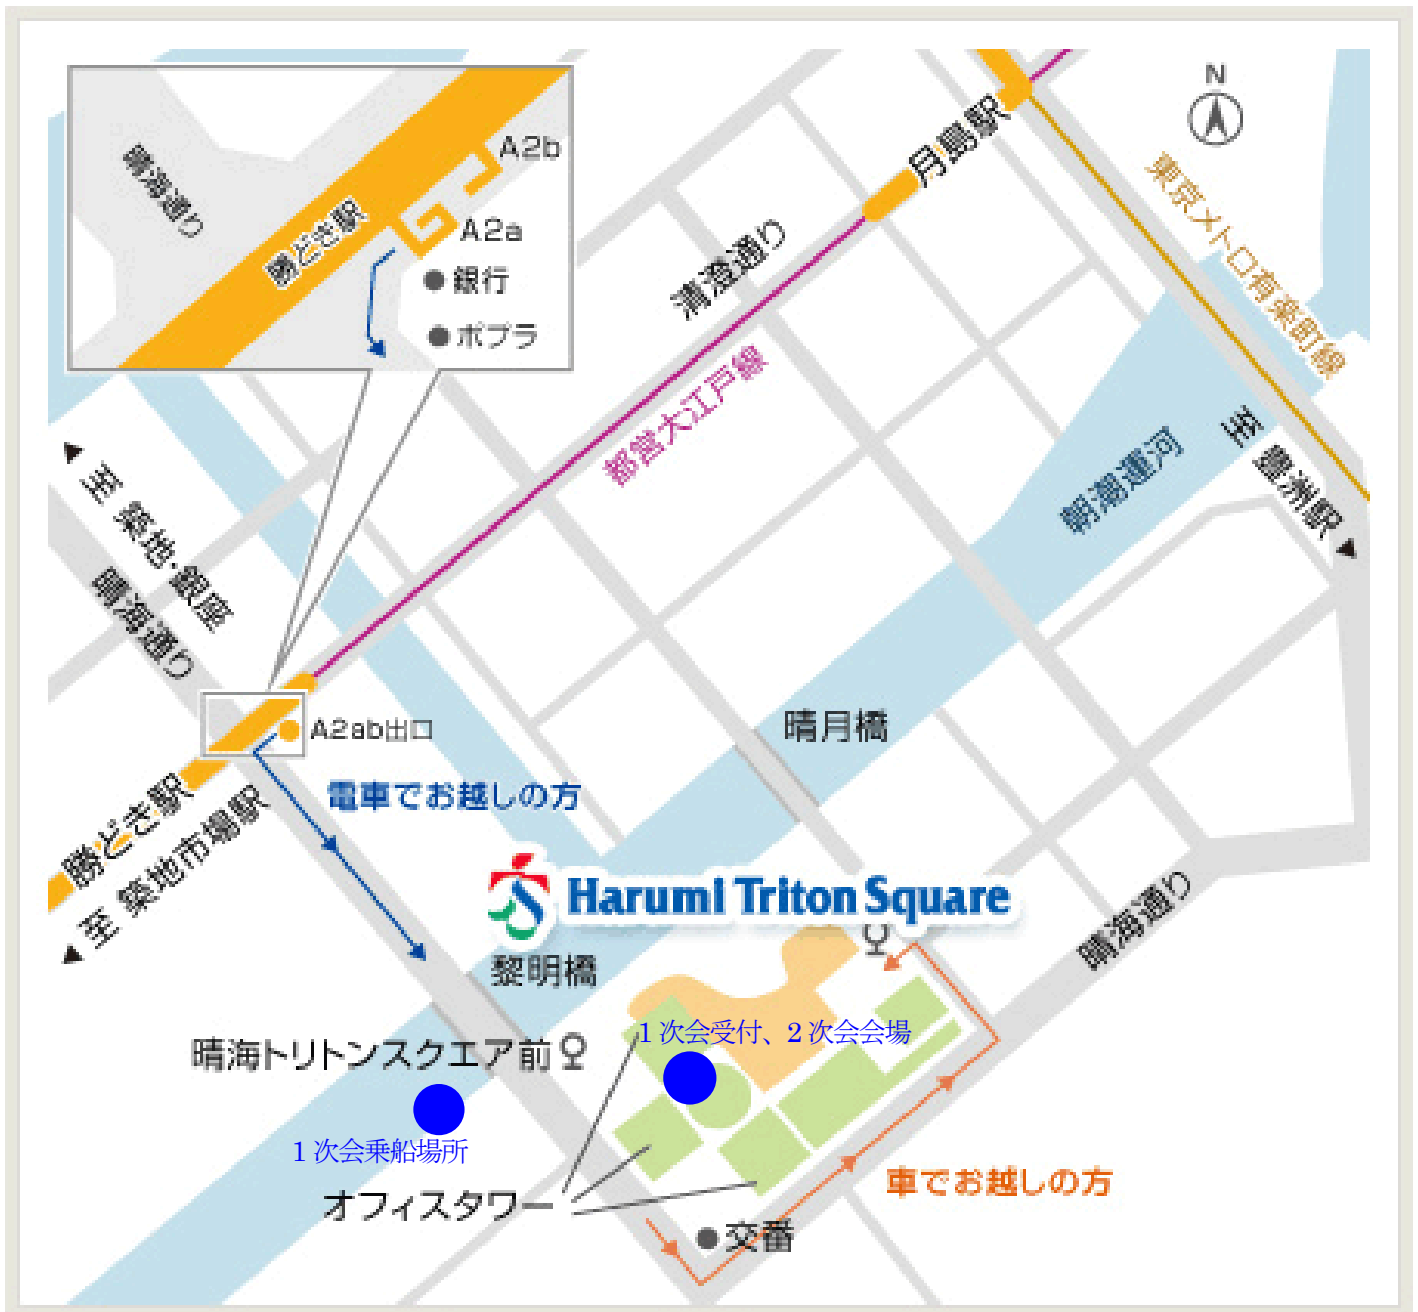 N
A2b
晴海通り
勝どき駅
A2a
銀行
ポプラ
月島駅
東京メトロ有楽町線
清澄通り
都営大江戸線
朝潮運河
至 豊洲駅
至 築地・銀座
晴海通り
A2ab出口
晴月橋
電車でお越しの方
勝どき駅
至 築地市場駅
Harumi Triton Square
黎明橋
晴海通り
1次会受付、2次会会場
晴海トリトンスクエア前
1次会乗船場所
オフィスタワー
車でお越しの方
交番